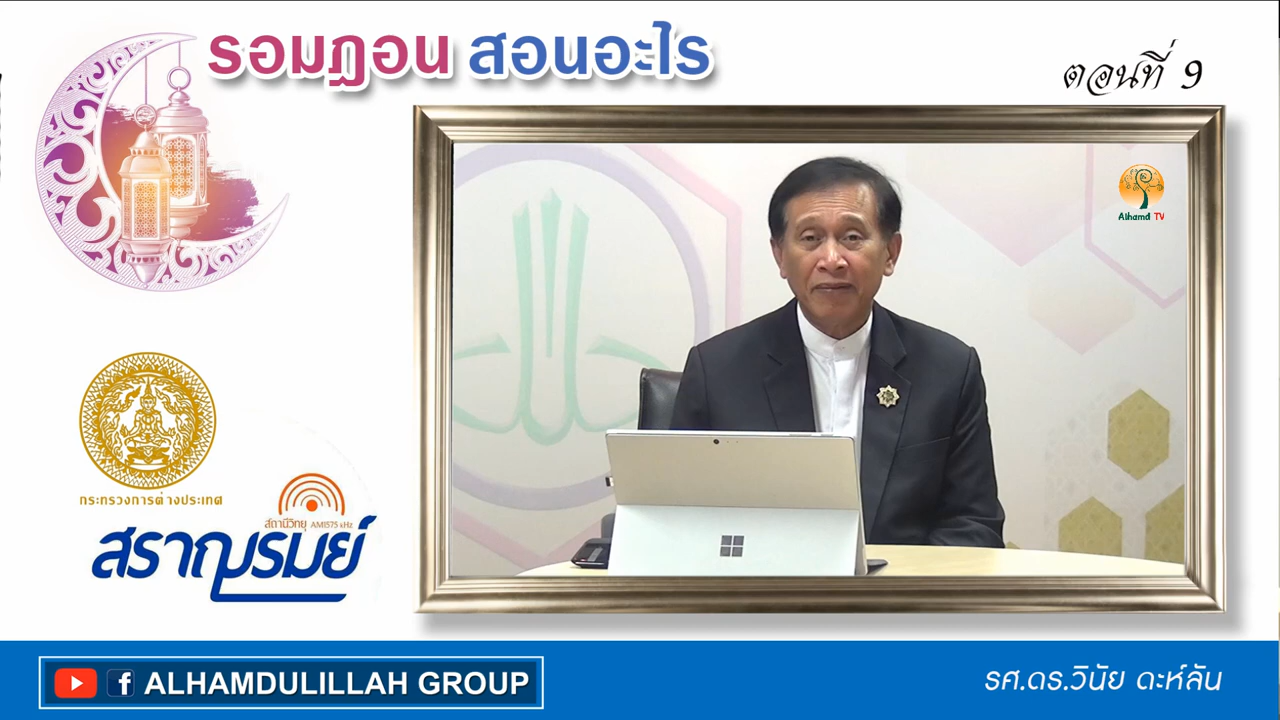 รอมฎอน สอนอะไร
ตอนที่ 9
Alhamd TV
กระทรวงการต่างประเทศ
สถานีวิทยุ AM1575 kHz
สราญรมย์
ALHAMDULILLAH GROUP
รศ.ดร.วินัย ดะห์ลัน